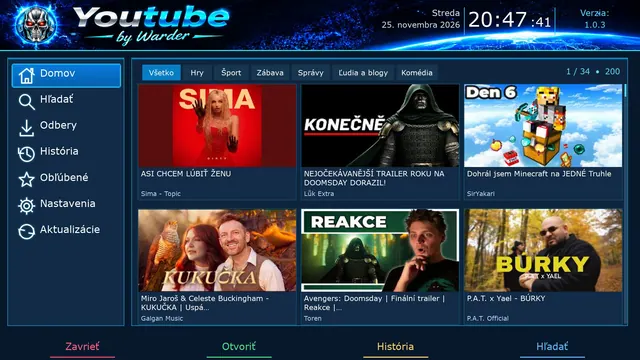 Youtube
by Warder
Streda
25. novembra 2026
20:47:41
Verzia:
1.0.3
Domov
Hľadať
Odbery
História
Obľúbené
Nastavenia
Aktualizácie
Všetko
Hry
Šport
Zábava
Správy
Ľudia a blogy
Komédia
1 / 34 • 200
SIMA
ASI CHCEM ĽÚBIŤ ŽENU
Sima - Topic
KONEČNĚ
NEJOČEKÁVANĚJŠÍ TRAILER ROKU NA
DOOMSDAY DORAZIL!
Lůk Extra
Den 6
Dohrál jsem Minecraft na JEDNÉ Truhle
SirYakari
KUKUČKA
Miro Jaroš & Celeste Buckingham -
KUKUČKA | Uspá...
Galgan Music
REAKCE
Avengers: Doomsday | Finální trailer |
Reakce |...
Toren
BÚRKY
P.A.T. x YAEL
P.A.T. x Yael - BÚRKY
P.A.T. Official
Zavrieť
Otvoriť
História
Hľadať